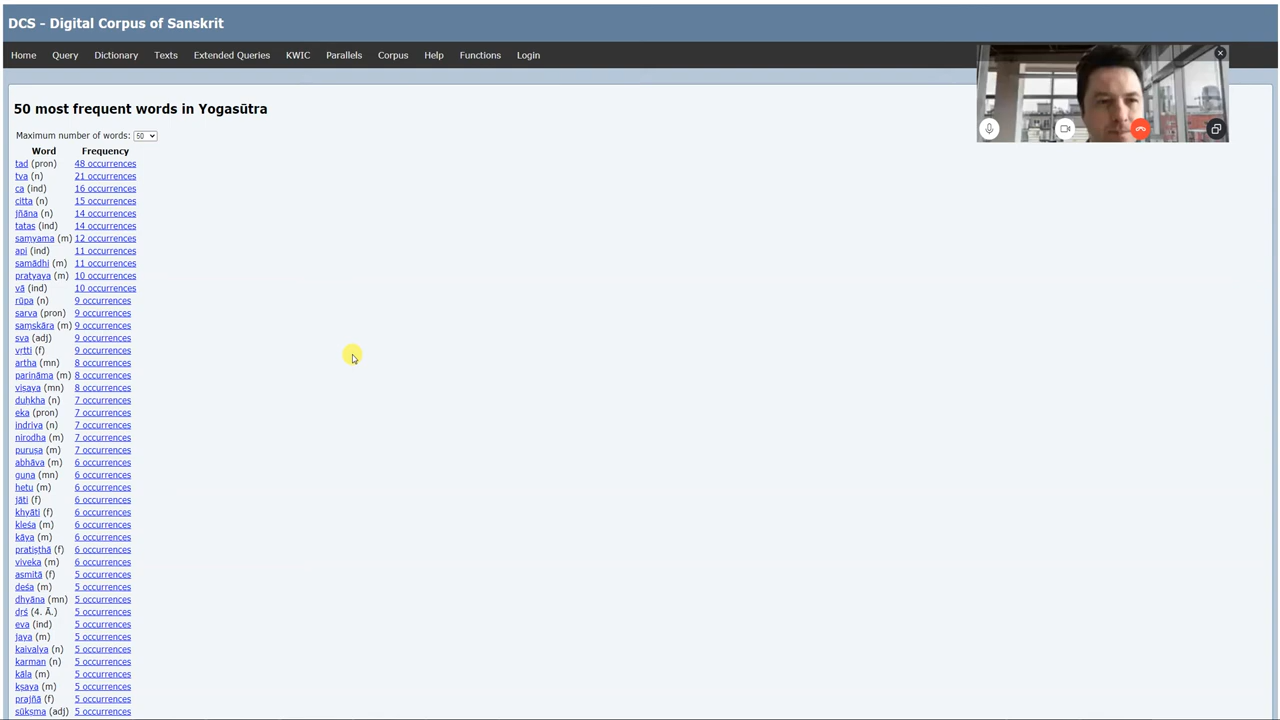 DCS - Digital Corpus of Sanskrit
Home Query Dictionary Texts Extended Queries KWIC Parallels Corpus Help Functions Login
50 most frequent words in Yogasūtra
Maximum number of words: 50
Word Frequency
tad (pron) 48 occurrences
tva (n) 21 occurrences
ca (ind) 16 occurrences
citta (n) 15 occurrences
jñāna (n) 14 occurrences
tatas (ind) 14 occurrences
saṃyama (m) 12 occurrences
api (ind) 11 occurrences
samādhi (m) 11 occurrences
pratyaya (m) 10 occurrences
vā (ind) 10 occurrences
rūpa (n) 9 occurrences
sarva (pron) 9 occurrences
saṃskāra (m) 9 occurrences
sva (adj) 9 occurrences
vṛtti (f) 9 occurrences
artha (mn) 8 occurrences
pariṇāma (m) 8 occurrences
viṣaya (mn) 8 occurrences
duḥkha (n) 7 occurrences
eka (pron) 7 occurrences
indriya (n) 7 occurrences
nirodha (m) 7 occurrences
puruṣa (m) 7 occurrences
abhāva (m) 6 occurrences
guṇa (mn) 6 occurrences
hetu (m) 6 occurrences
jāti (f) 6 occurrences
khyāti (f) 6 occurrences
kleśa (m) 6 occurrences
kāya (m) 6 occurrences
pratiṣṭhā (f) 6 occurrences
viveka (m) 6 occurrences
asmitā (f) 5 occurrences
deśa (m) 5 occurrences
dhyāna (mn) 5 occurrences
dṛś (4. Ā.) 5 occurrences
eva (ind) 5 occurrences
jaya (m) 5 occurrences
kaivalya (n) 5 occurrences
karman (n) 5 occurrences
kāla (m) 5 occurrences
kṣaya (m) 5 occurrences
prajñā (f) 5 occurrences
sūkṣma (adj) 5 occurrences